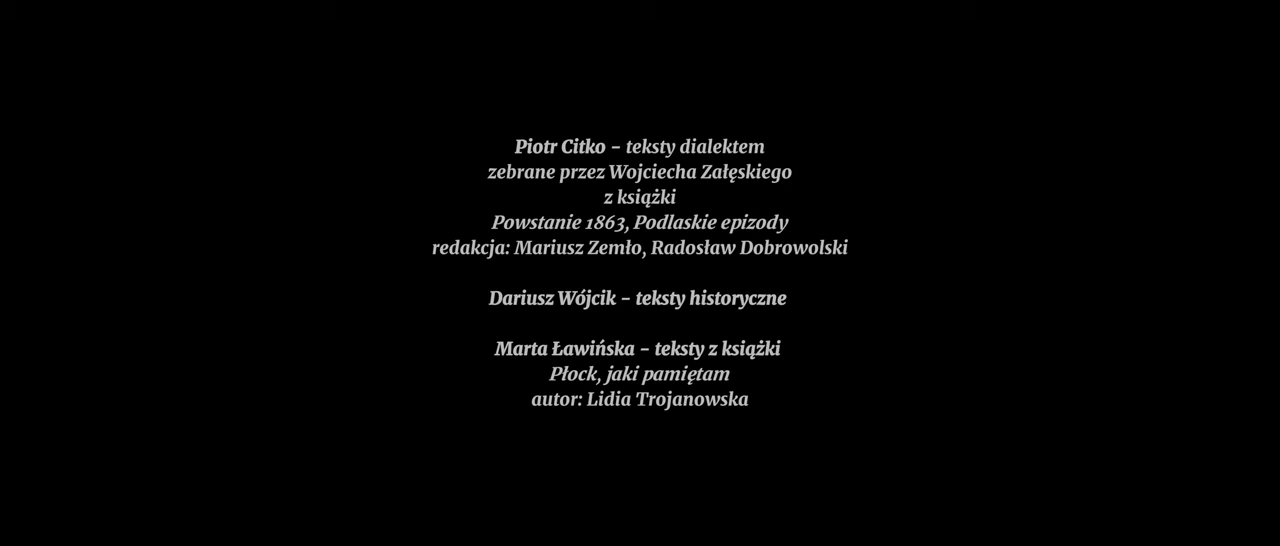 Piotr Citko – teksty dialektem
zebrane przez Wojciecha Załęskiego
z książki
Powstanie 1863, Podlaskie epizody
redakcja: Mariusz Zemło, Radosław Dobrowolski
Dariusz Wójcik – teksty historyczne
Marta Ławińska – teksty z książki
Płock, jaki pamiętam
autor: Lidia Trojanowska